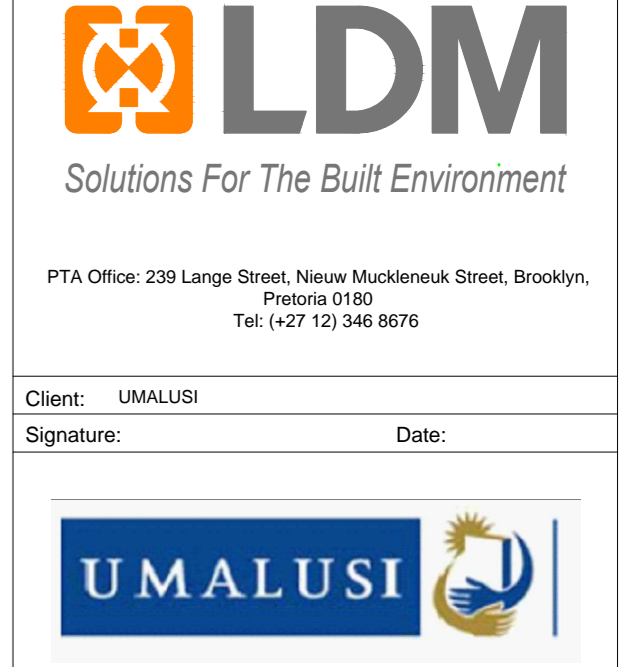 LDM
Solutions For The Built Environment
PTA Office: 239 Lange Street, Nieuw Muckleneuk Street, Brooklyn,
Pretoria 0180
Tel: (+27 12) 346 8676
Client: UMALUSI
Signature: Date:
UMALUSI